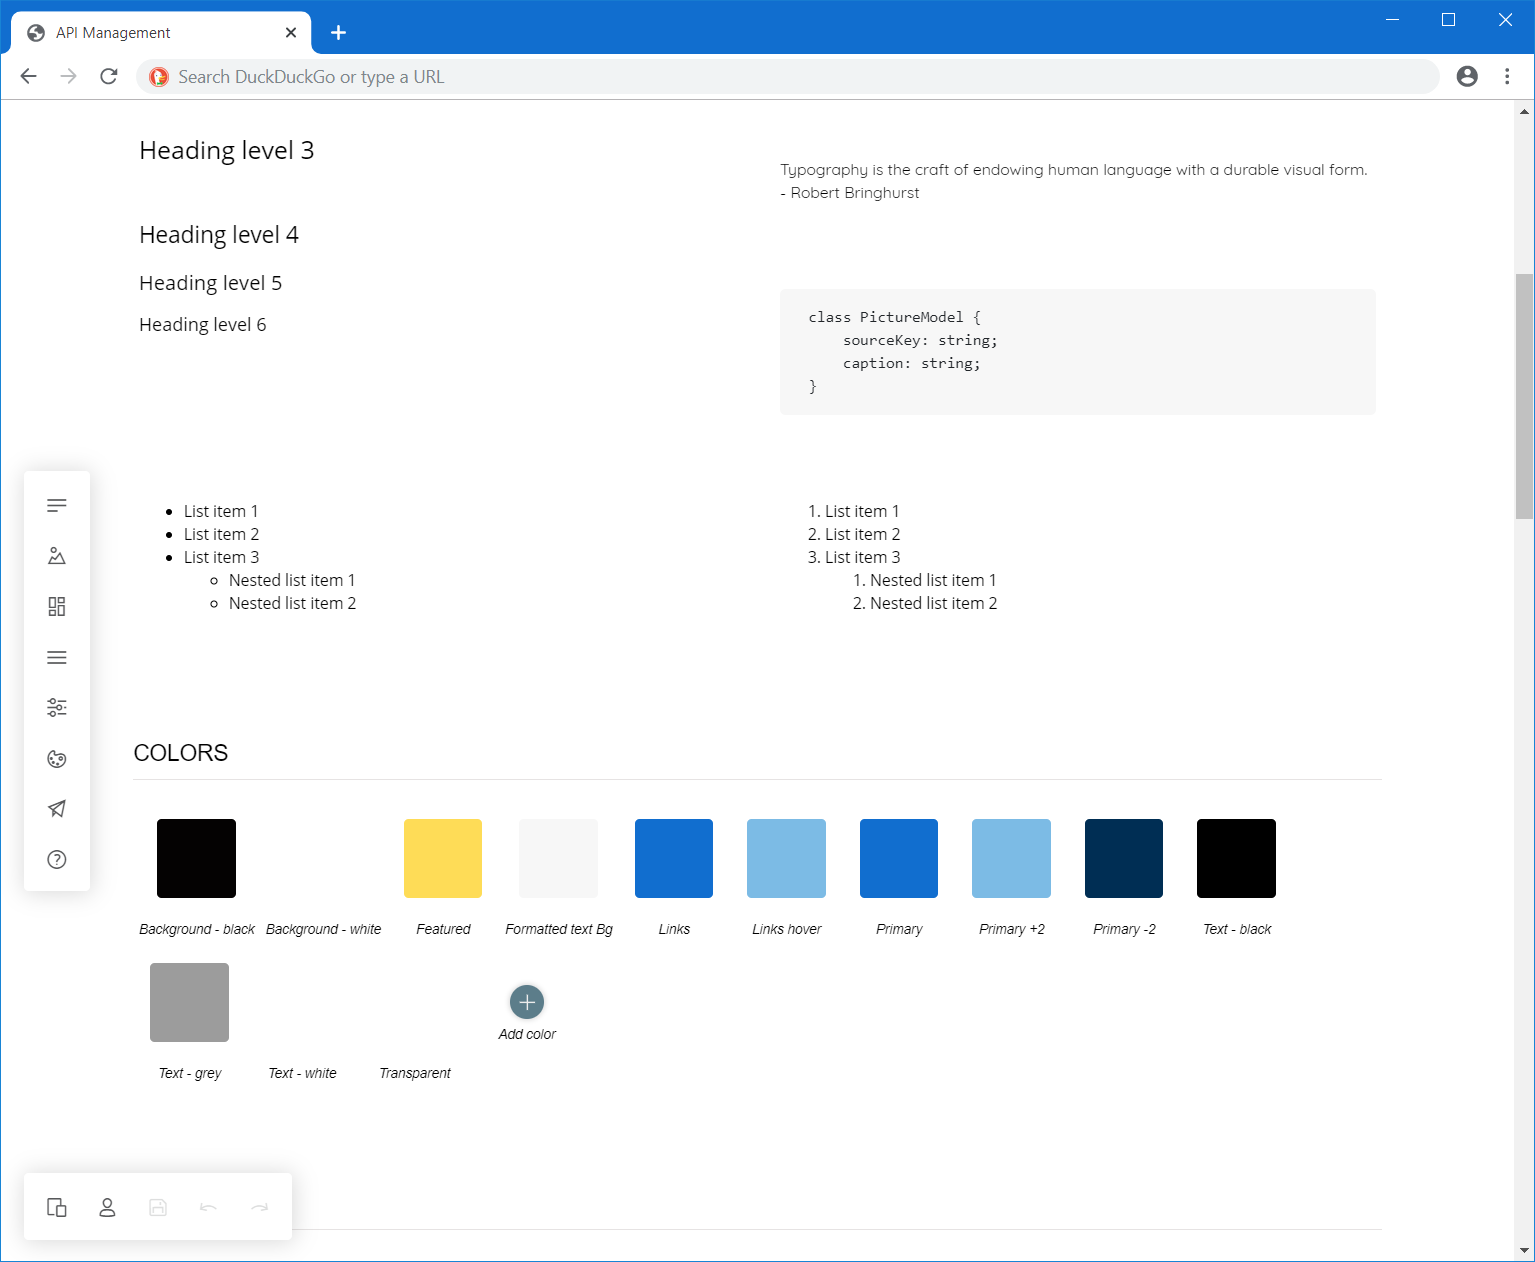 API Management
Search DuckDuckGo or type a URL
Heading level 3
Typography is the craft of endowing human language with a durable visual form.
- Robert Bringhurst
Heading level 4
Heading level 5
Heading level 6
class PictureModel {
    sourceKey: string;
    caption: string;
}
• List item 1
• List item 2
• List item 3
◦ Nested list item 1
◦ Nested list item 2
1. List item 1
2. List item 2
3. List item 3
1. Nested list item 1
2. Nested list item 2
COLORS
Background - black Background - white Featured Formatted text Bg Links Links hover Primary Primary +2 Primary -2 Text - black
Add color
Text - grey Text - white Transparent